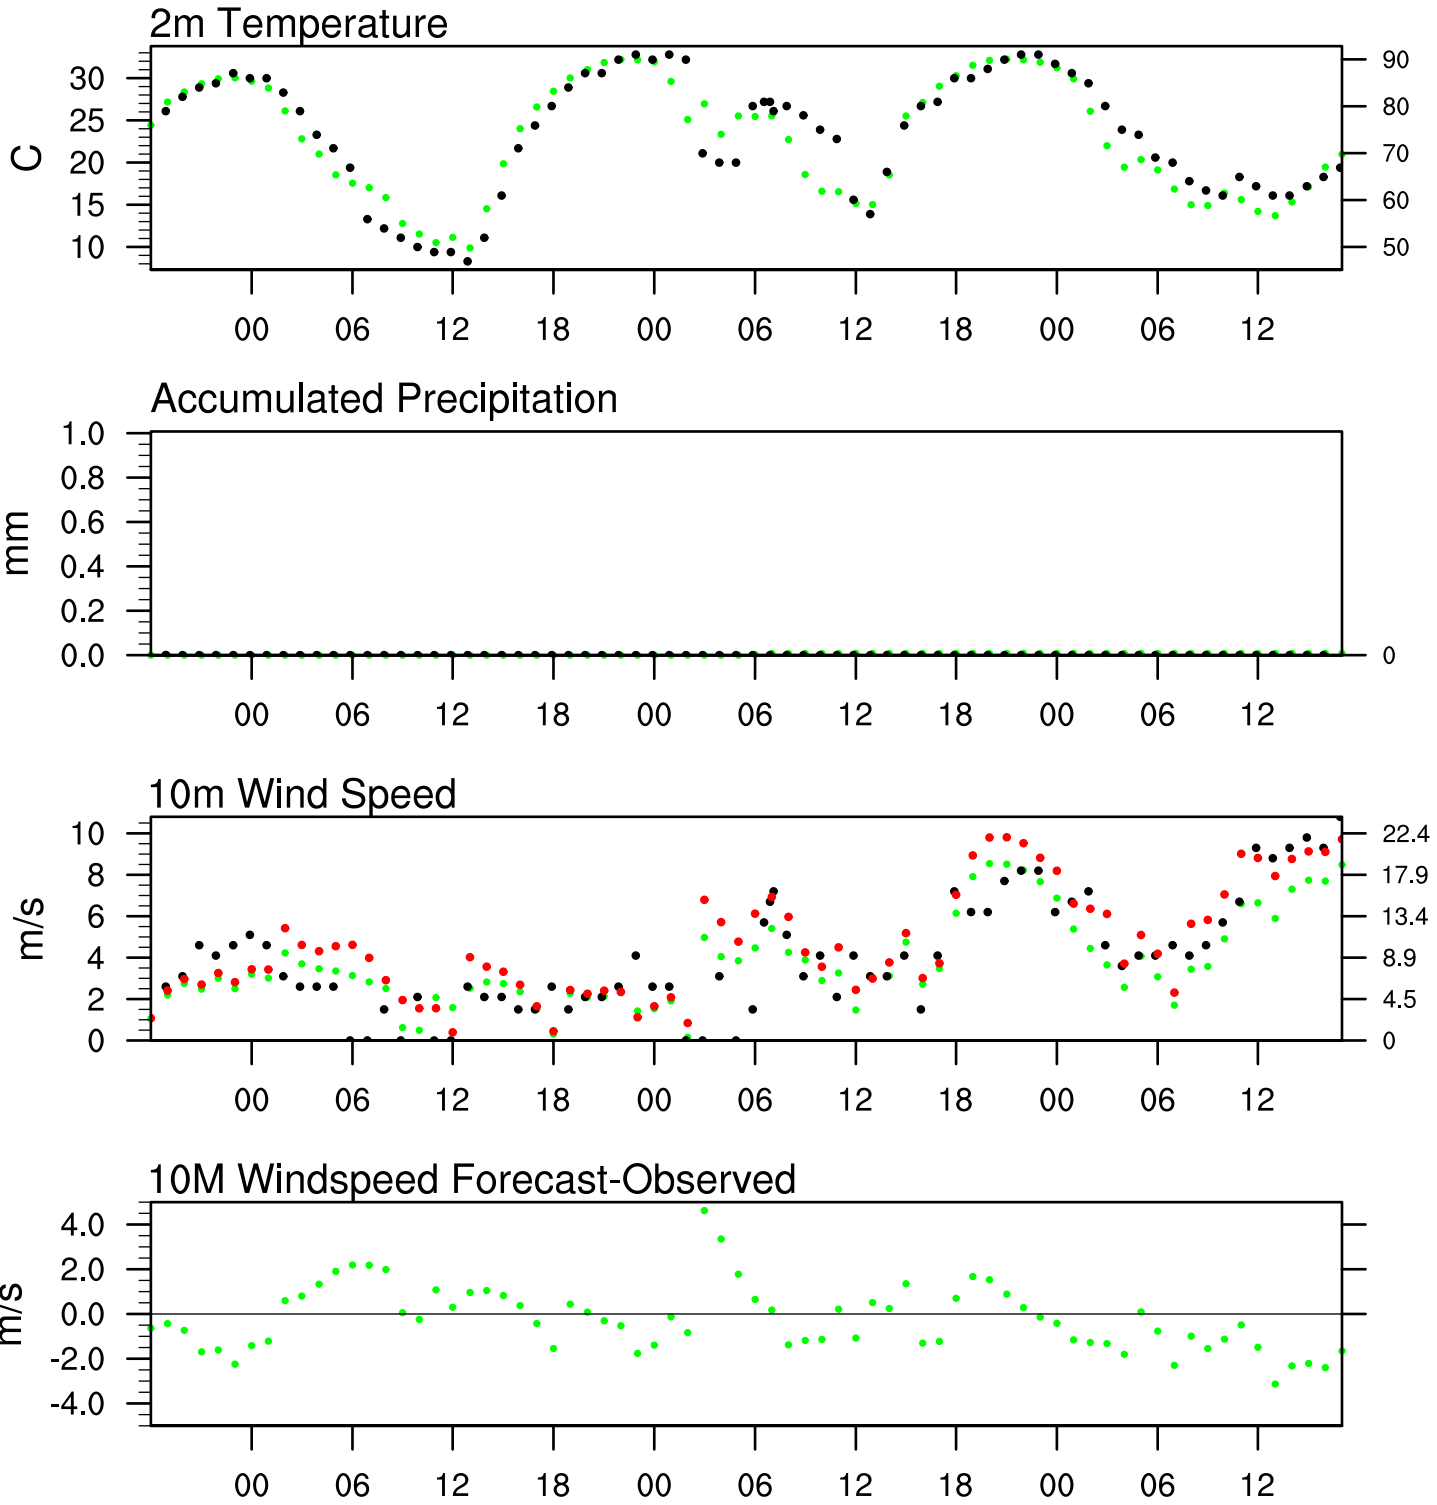 2m Temperature
C
30
25
20
15
10
90
80
70
60
50
00 06 12 18 00 06 12 18 00 06 12
Accumulated Precipitation
mm
1.0
0.8
0.6
0.4
0.2
0.0
0
00 06 12 18 00 06 12 18 00 06 12
10m Wind Speed
m/s
10
8
6
4
2
0
22.4
17.9
13.4
8.9
4.5
0
00 06 12 18 00 06 12 18 00 06 12
10M Windspeed Forecast-Observed
m/s
4.0
2.0
0.0
-2.0
-4.0
00 06 12 18 00 06 12 18 00 06 12